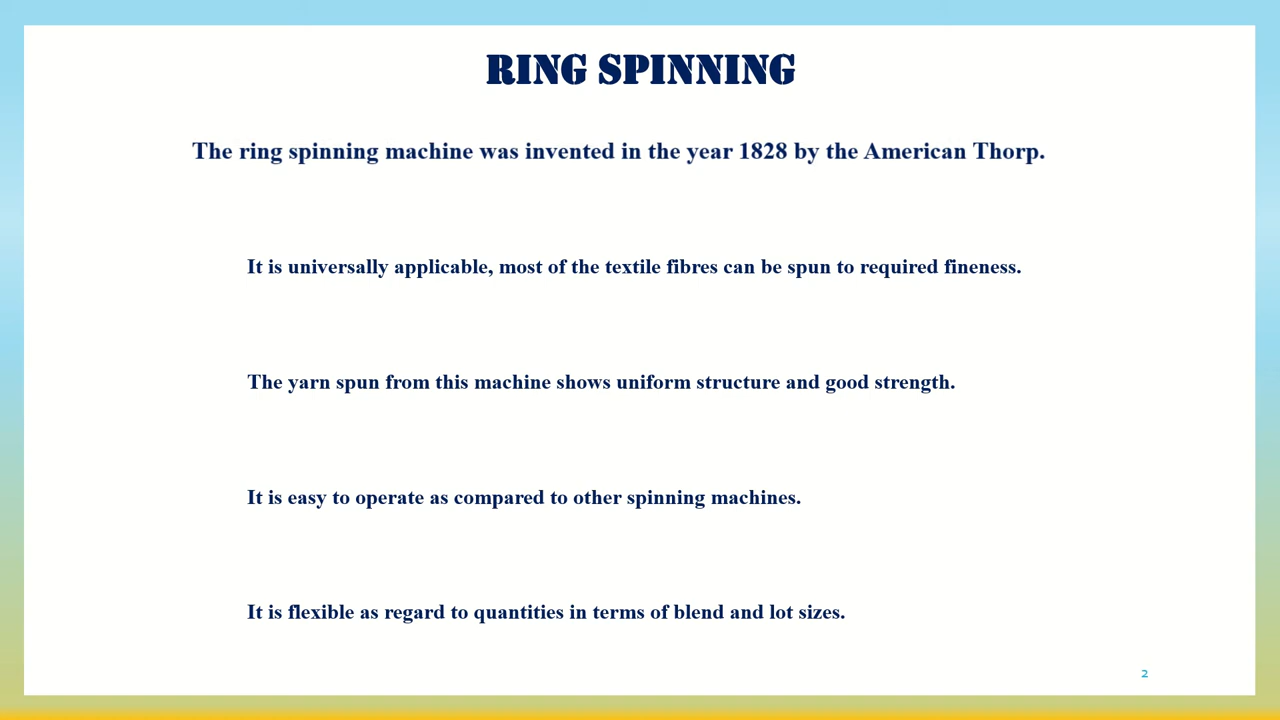 RING SPINNING
The ring spinning machine was invented in the year 1828 by the American Thorp.
It is universally applicable, most of the textile fibres can be spun to required fineness.
The yarn spun from this machine shows uniform structure and good strength.
It is easy to operate as compared to other spinning machines.
It is flexible as regard to quantities in terms of blend and lot sizes.
2